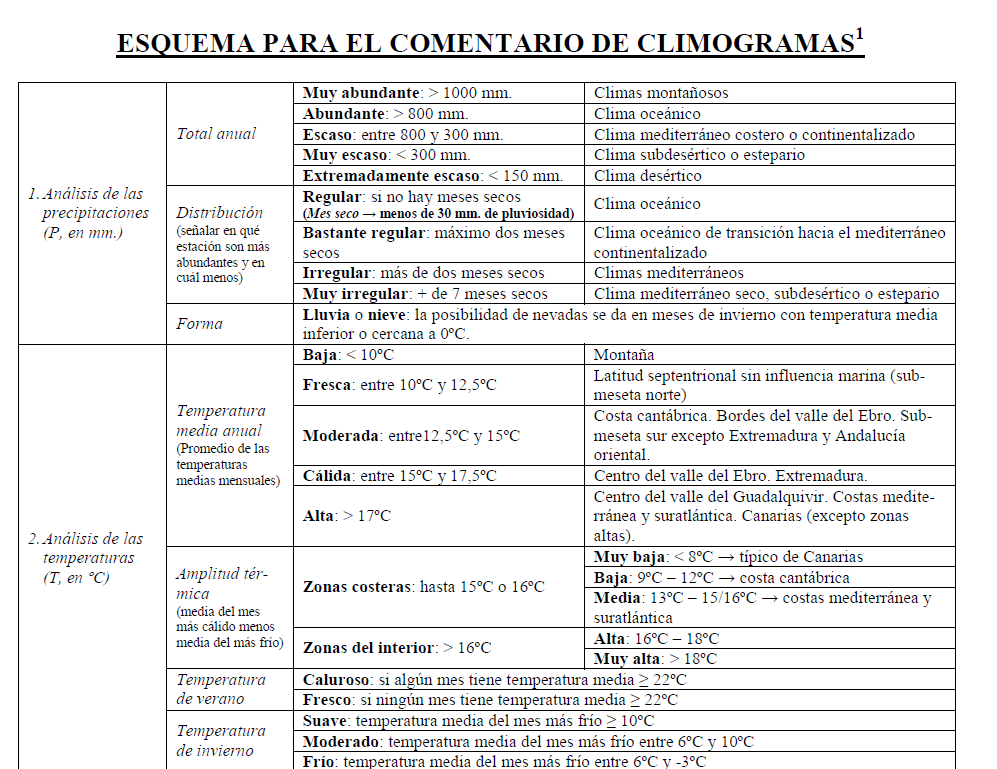 ESQUEMA PARA EL COMENTARIO DE CLIMOGRAMAS1
1. Análisis de las
precipitaciones
(P, en mm.)
Total anual
Muy abundante: > 1000 mm.
Climas montañosos
Abundante: > 800 mm.
Clima oceánico
Escaso: entre 800 y 300 mm.
Clima mediterráneo costero o continentalizado
Muy escaso: < 300 mm.
Clima subdesértico o estepario
Extremadamente escaso: < 150 mm.
Clima desértico
Distribución
(señalar en qué
estación son más
abundantes y en
cuál menos)
Regular: si no hay meses secos
(Mes seco → menos de 30 mm. de pluviosidad)
Clima oceánico
Bastante regular: máximo dos meses
secos
Clima oceánico de transición hacia el mediterráneo
continentalizado
Irregular: más de dos meses secos
Climas mediterráneos
Muy irregular: + de 7 meses secos
Clima mediterráneo seco, subdesértico o estepario
Forma
Lluvia o nieve: la posibilidad de nevadas se da en meses de invierno con temperatura media
inferior o cercana a 0ºC.
2. Análisis de las
temperaturas
(T, en ºC)
Temperatura
media anual
(Promedio de las
temperaturas
medias mensuales)
Baja: < 10ºC
Montaña
Fresca: entre 10ºC y 12,5ºC
Latitud septentrional sin influencia marina (sub-
meseta norte)
Moderada: entre12,5ºC y 15ºC
Costa cantábrica. Bordes del valle del Ebro. Sub-
meseta sur excepto Extremadura y Andalucía
oriental.
Cálida: entre 15ºC y 17,5ºC
Centro del valle del Ebro. Extremadura.
Alta: > 17ºC
Centro del valle del Guadalquivir. Costas medite-
rránea y suratlántica. Canarias (excepto zonas
altas).
Amplitud tér-
mica
(media del mes
más cálido menos
media del más frío)
Zonas costeras: hasta 15ºC o 16ºC
Muy baja: < 8ºC → típico de Canarias
Baja: 9ºC – 12ºC → costa cantábrica
Media: 13ºC – 15/16ºC → costas mediterránea y
suratlántica
Zonas del interior: > 16ºC
Alta: 16ºC – 18ºC
Muy alta: > 18ºC
Temperatura
de verano
Caluroso: si algún mes tiene temperatura media ≥ 22ºC
Fresco: si ningún mes tiene temperatura media ≥ 22ºC
Temperatura
de invierno
Suave: temperatura media del mes más frío ≥ 10ºC
Moderado: temperatura media del mes más frío entre 6ºC y 10ºC
Frío: temperatura media del mes más frío entre 6ºC y -3ºC